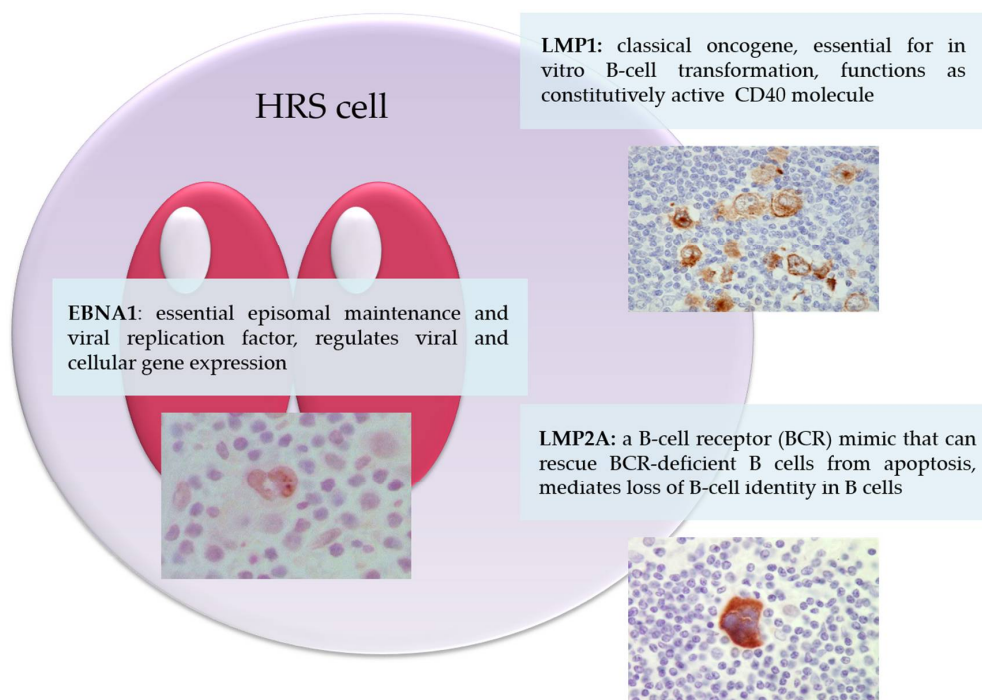 LMP1: classical oncogene, essential for in
vitro B-cell transformation, functions as
constitutively active CD40 molecule
HRS cell
EBNA1: essential episomal maintenance and
viral replication factor, regulates viral and
cellular gene expression
LMP2A: a B-cell receptor (BCR) mimic that can
rescue BCR-deficient B cells from apoptosis,
mediates loss of B-cell identity in B cells